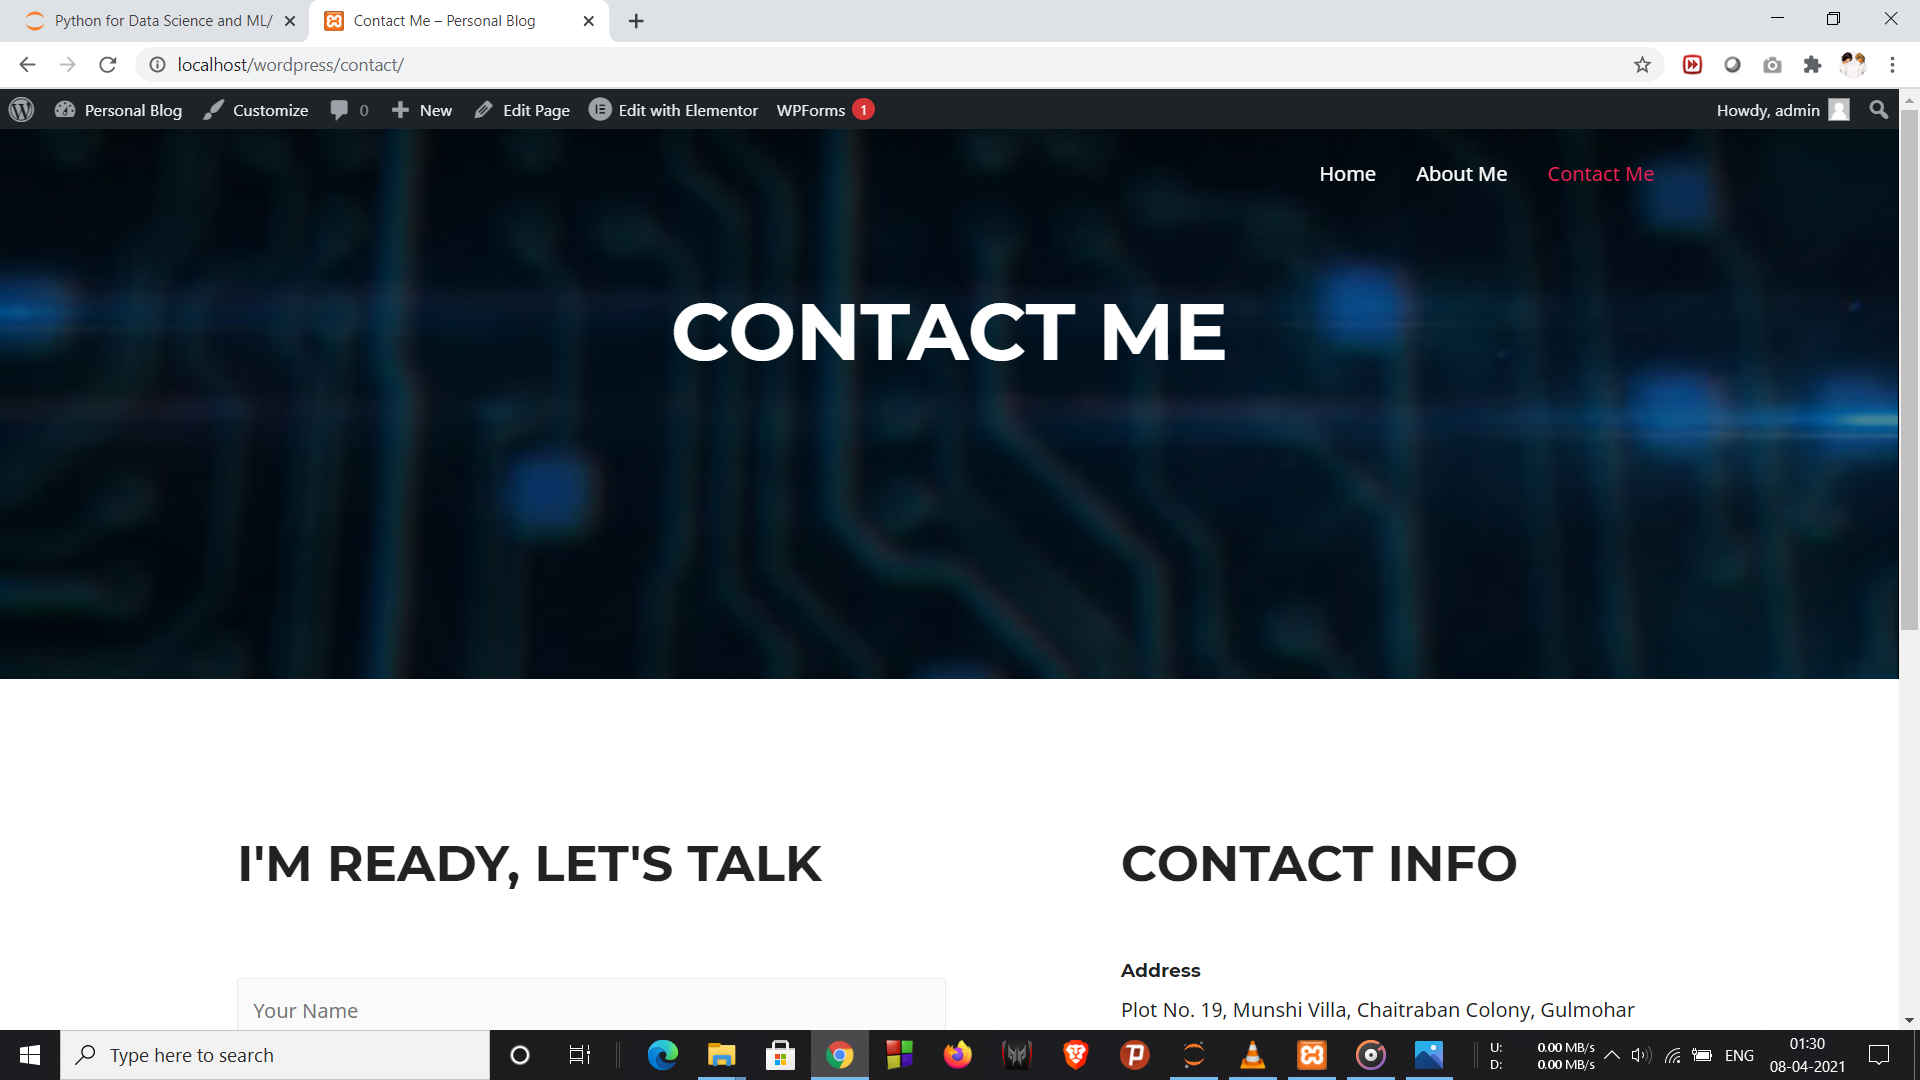 Python for Data Science and ML/
Contact Me – Personal Blog
localhost/wordpress/contact/
Personal Blog
Customize
0
New
Edit Page
Edit with Elementor
WPForms 1
Howdy, admin
Home
About Me
Contact Me
CONTACT ME
I'M READY, LET'S TALK
CONTACT INFO
Address
Your Name
Plot No. 19, Munshi Villa, Chaitraban Colony, Gulmohar
Type here to search
U: 0.00 MB/s
D: 0.00 MB/s
ENG
01:30
08-04-2021